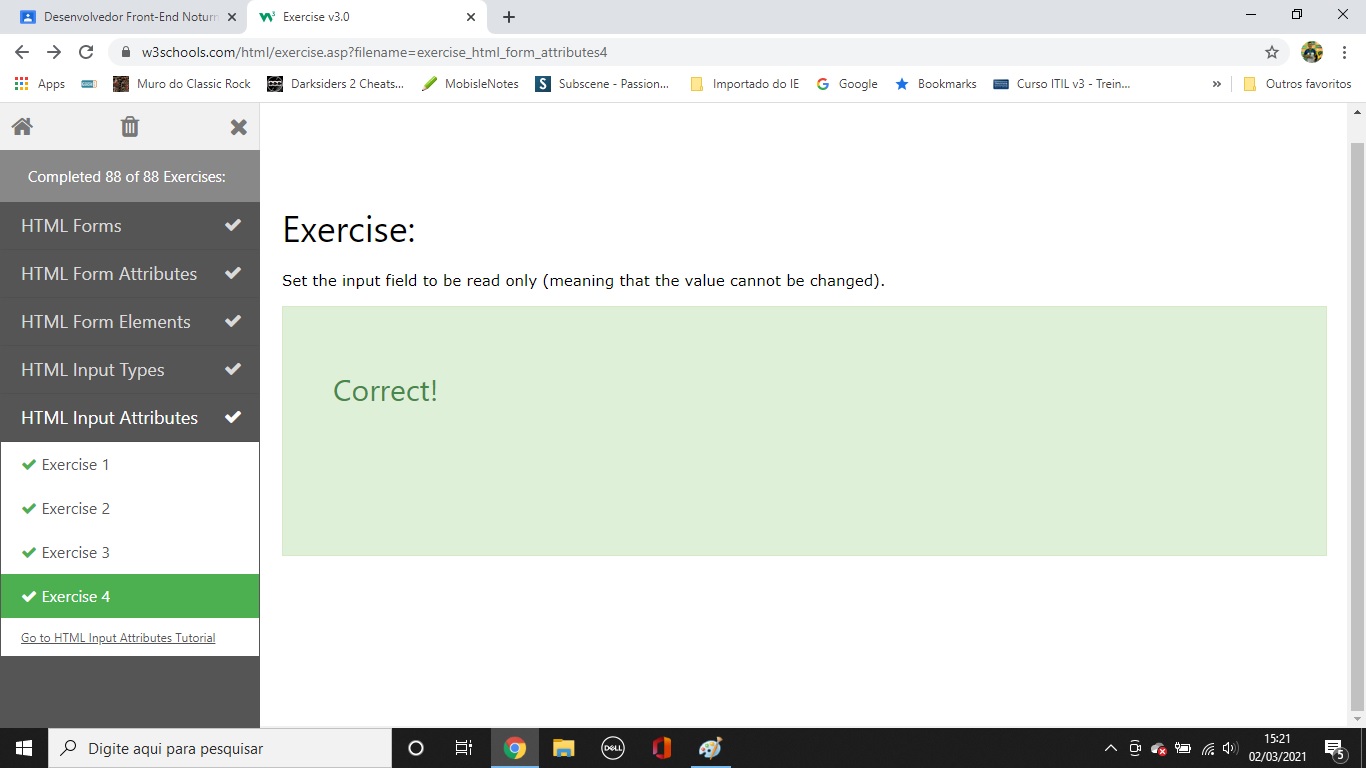 Desenvolvedor Front-End Noturn
Exercise v3.0
w3schools.com/html/exercise.asp?filename=exercise_html_form_attributes4
Apps
Muro do Classic Rock
Darksiders 2 Cheats...
MobisleNotes
Subscene - Passion...
Importado do IE
Google
Bookmarks
Curso ITIL v3 - Trein...
»
Outros favoritos
Completed 88 of 88 Exercises:
HTML Forms
HTML Form Attributes
HTML Form Elements
HTML Input Types
HTML Input Attributes
Exercise 1
Exercise 2
Exercise 3
Exercise 4
Go to HTML Input Attributes Tutorial
Exercise:
Set the input field to be read only (meaning that the value cannot be changed).
Correct!
Digite aqui para pesquisar
DELL
15:21
02/03/2021
5